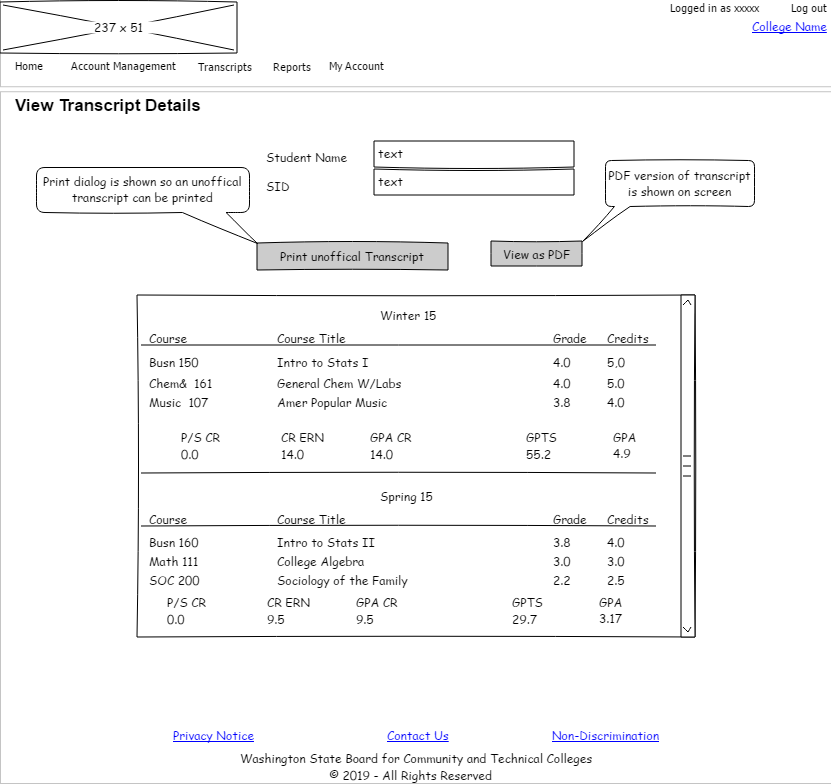 Logged in as xxxxx Log out
237 x 51
College Name
Home Account Management Transcripts Reports My Account
View Transcript Details
Student Name text
SID text
Print dialog is shown so an unoffical
transcript can be printed
PDF version of transcript
is shown on screen
Print unoffical Transcript View as PDF
Winter 15
Course Course Title Grade Credits
Busn 150 Intro to Stats I 4.0 5.0
Chem& 161 General Chem W/Labs 4.0 5.0
Music 107 Amer Popular Music 3.8 4.0
P/S CR CR ERN GPA CR GPTS GPA
0.0 14.0 14.0 55.2 4.9
Spring 15
Course Course Title Grade Credits
Busn 160 Intro to Stats II 3.8 4.0
Math 111 College Algebra 3.0 3.0
SOC 200 Sociology of the Family 2.2 2.5
P/S CR CR ERN GPA CR GPTS GPA
0.0 9.5 9.5 29.7 3.17
Privacy Notice Contact Us Non-Discrimination
Washington State Board for Community and Technical Colleges
© 2019 - All Rights Reserved